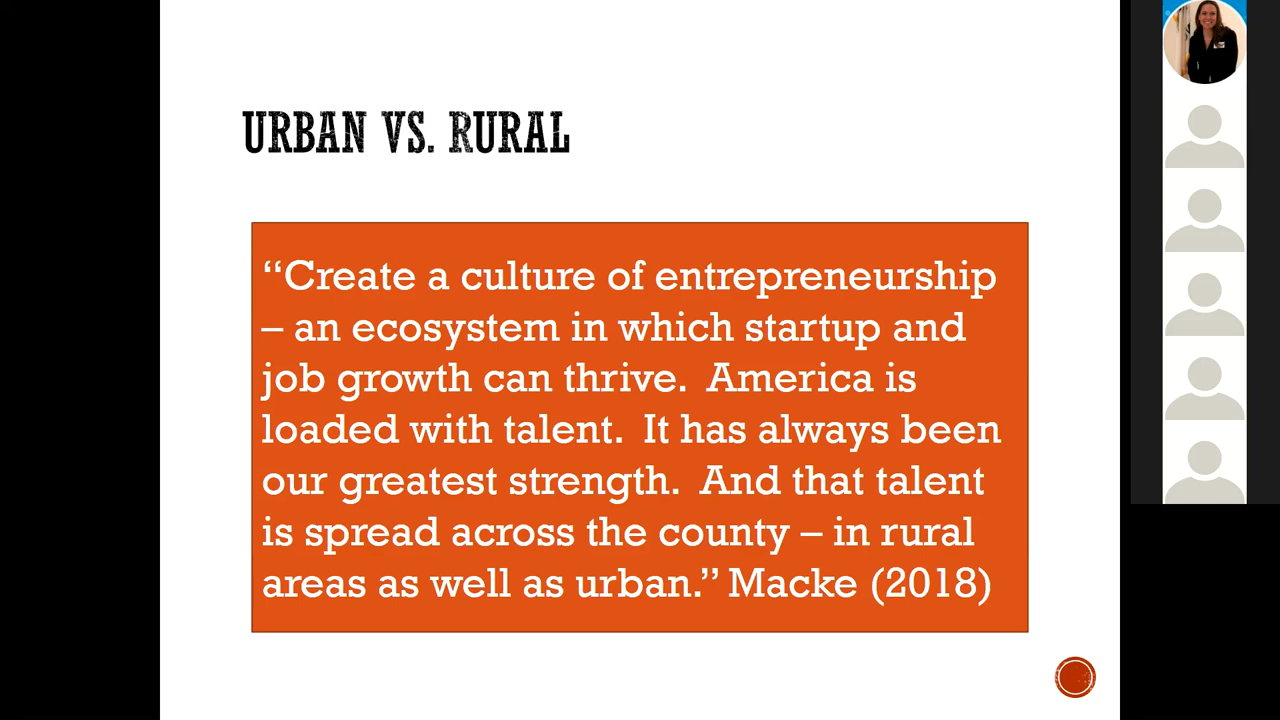 URBAN VS. RURAL
“Create a culture of entrepreneurship
– an ecosystem in which startup and
job growth can thrive.  America is
loaded with talent.  It has always been
our greatest strength.  And that talent
is spread across the county – in rural
areas as well as urban.” Macke (2018)